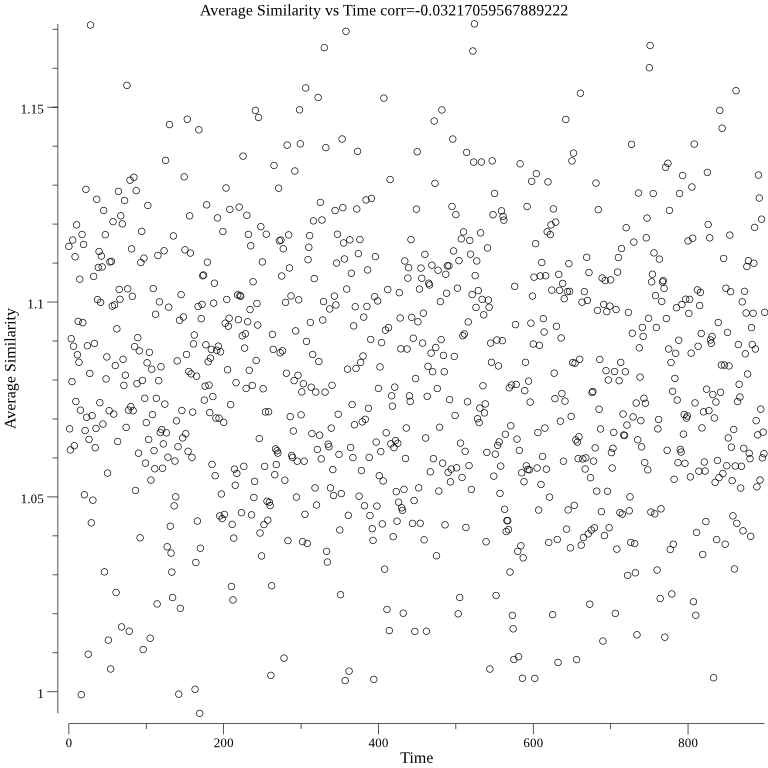 Average Similarity vs Time corr=-0.03217059567889222
1.15
1.1
1.05
1
Average Similarity
0 200 400 600 800
Time